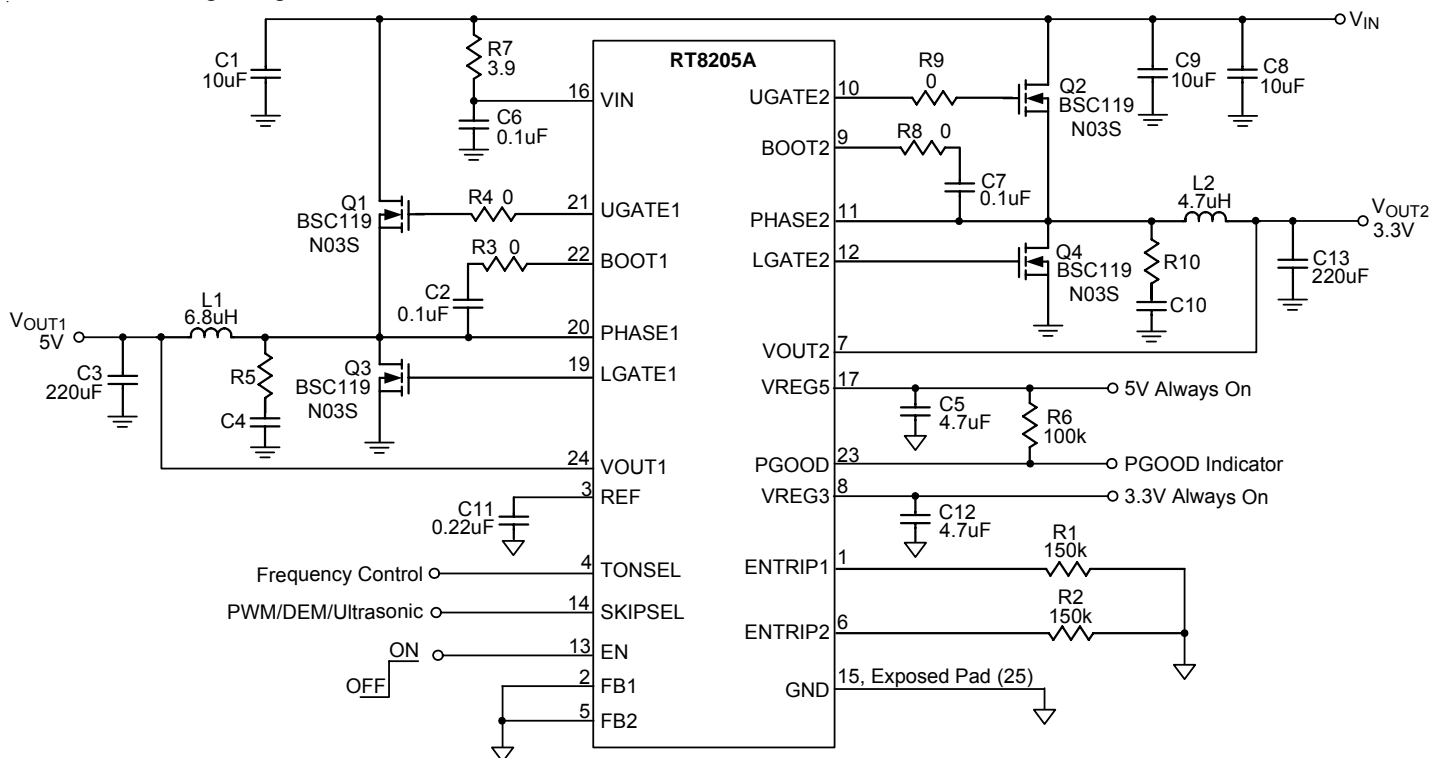 V_IN
C1
10uF
R7
3.9
C6
0.1uF
RT8205A
16
VIN
UGATE2
10
R9
0
Q2
BSC119
N03S
C9
10uF
C8
10uF
BOOT2
9
R8 0
C7
0.1uF
Q1
BSC119
N03S
R4 0
21
UGATE1
PHASE2
11
L2
4.7uH
V_OUT2
3.3V
R3 0
22
BOOT1
LGATE2
12
Q4
BSC119
N03S
R10
C13
220uF
C2
0.1uF
C10
V_OUT1
5V
L1
6.8uH
20
PHASE1
VOUT2
7
C3
220uF
R5
C4
Q3
BSC119
N03S
19
LGATE1
VREG5
17
5V Always On
C5
4.7uF
R6
100k
24
VOUT1
PGOOD
23
PGOOD Indicator
3
REF
VREG3
8
3.3V Always On
C11
0.22uF
C12
4.7uF
Frequency Control
4
TONSEL
ENTRIP1
1
R1
150k
PWM/DEM/Ultrasonic
14
SKIPSEL
ENTRIP2
6
R2
150k
ON
OFF
13
EN
2
FB1
GND
15, Exposed Pad (25)
5
FB2